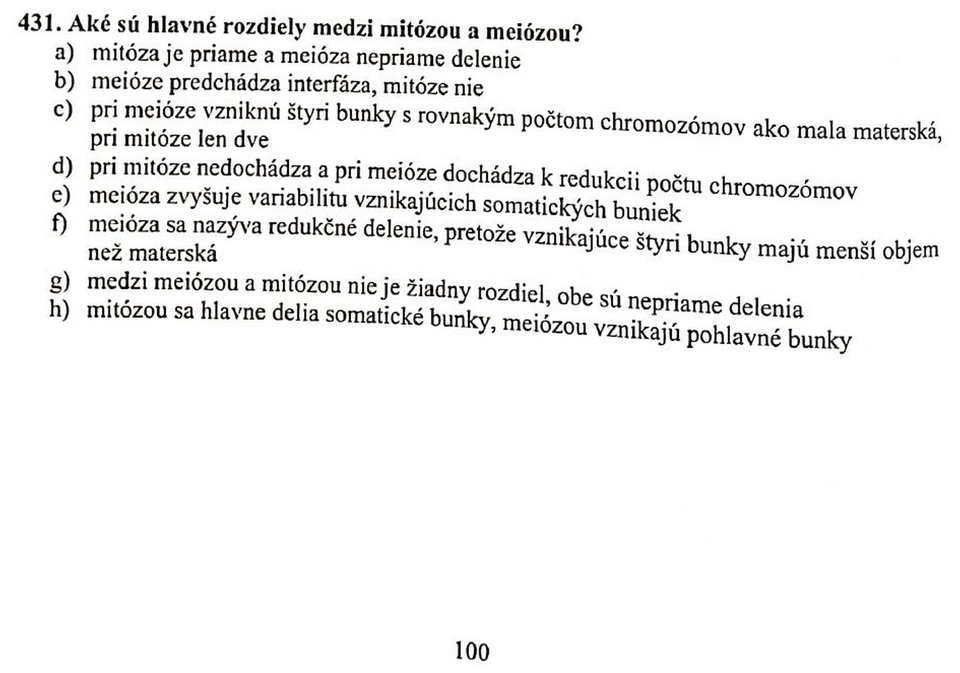 431. Aké sú hlavné rozdiely medzi mitózou a meiózou?
a) mitóza je priame a meióza nepriame delenie
b) meióze predchádza interfáza, mitóze nie
c) pri meióze vzniknú štyri bunky s rovnakým počtom chromozómov ako mala materská,
pri mitóze len dve
d) pri mitóze nedochádza a pri meióze dochádza k redukcii počtu chromozómov
e) meióza zvyšuje variabilitu vznikajúcich somatických buniek
f) meióza sa nazýva redukčné delenie, pretože vznikajúce štyri bunky majú menší objem
než materská
g) medzi meiózou a mitózou nie je žiadny rozdiel, obe sú nepriame delenia
h) mitózou sa hlavne delia somatické bunky, meiózou vznikajú pohlavné bunky
100